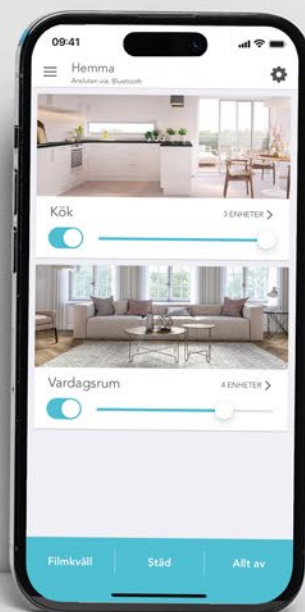 09:41
Hemma
Ansluten via: Bluetooth
Kök
3 ENHETER
Vardagsrum
4 ENHETER
Filmkväll
Städ
Allt av